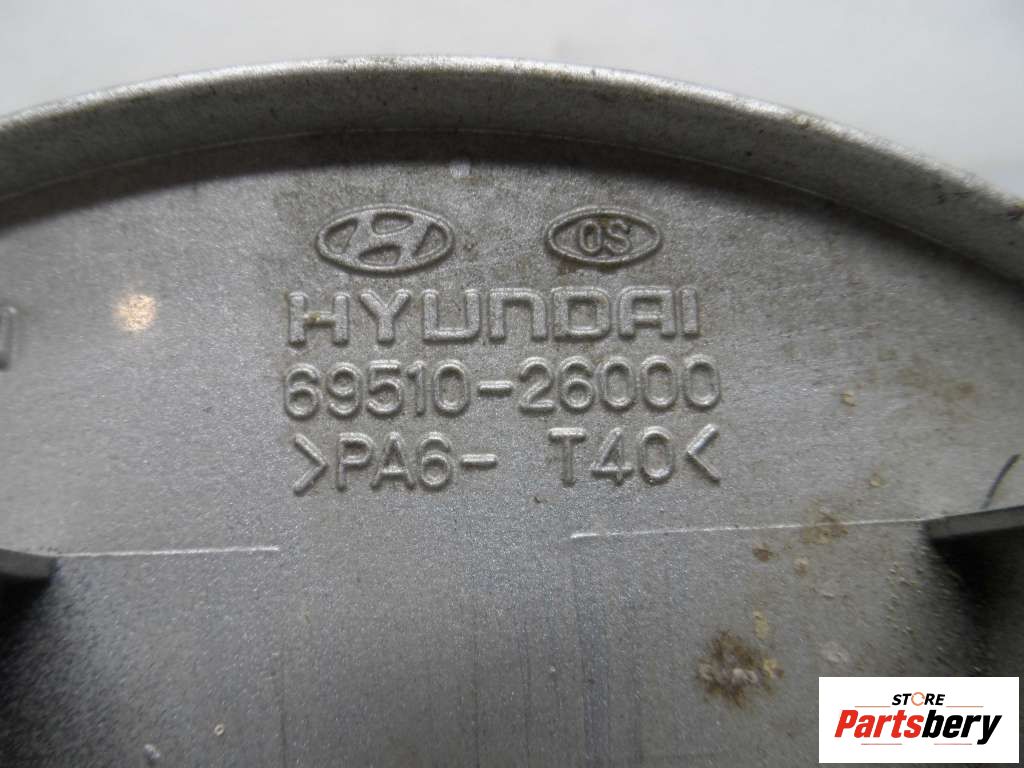 OS
HYUNDAI
69510-26000
>PA6- T40<
STORE
Partsbery